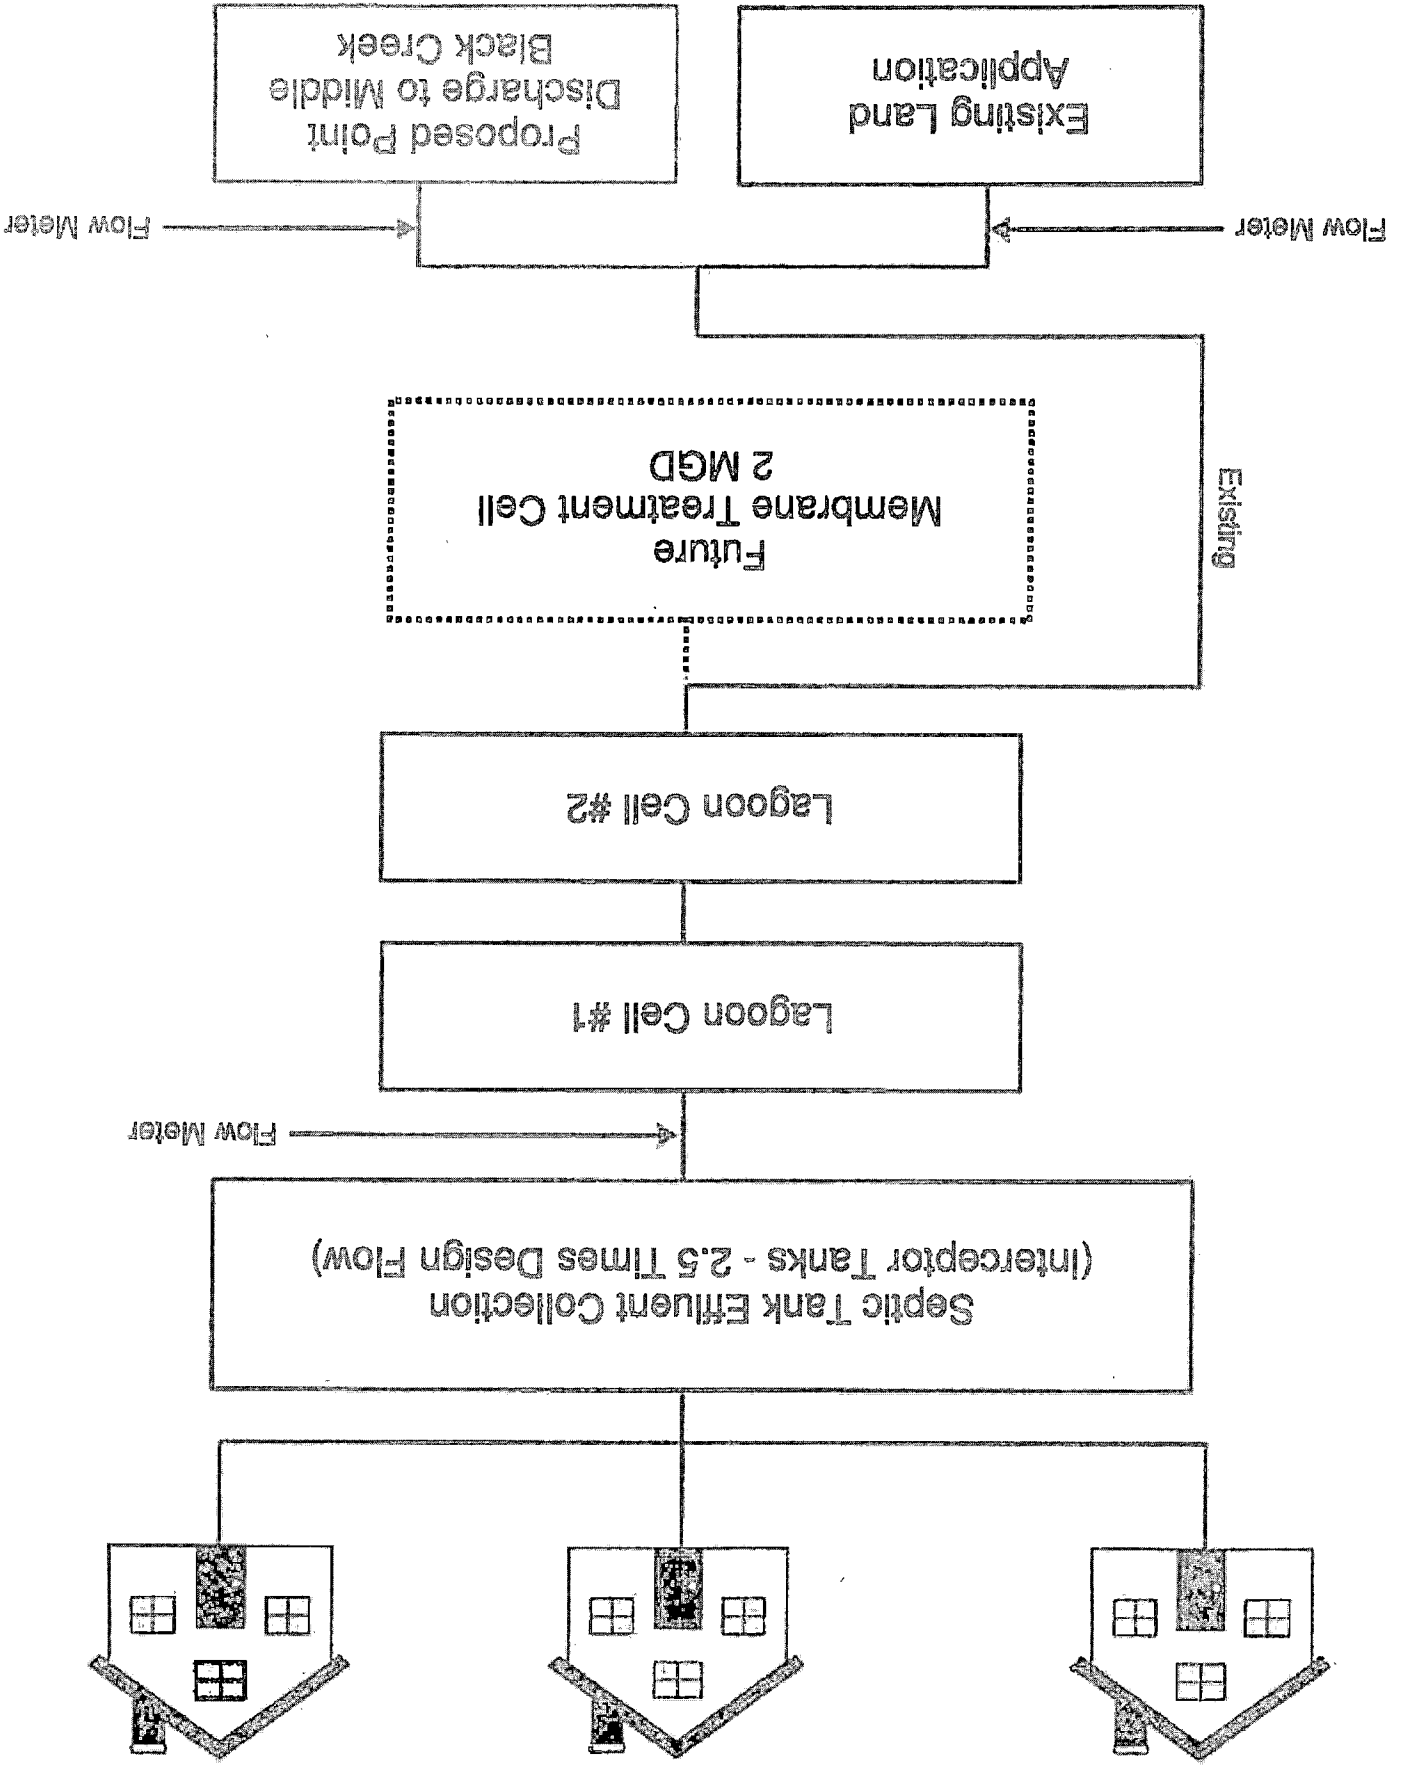 Septic Tank Effluent Collection
(Interceptor Tanks - 2.5 Times Design Flow)
Flow Meter
Lagoon Cell #1
Lagoon Cell #2
Existing
Future
Membrane Treatment Cell
2 MGD
Flow Meter
Flow Meter
Existing Land
Application
Proposed Point
Discharge to Middle
Black Creek